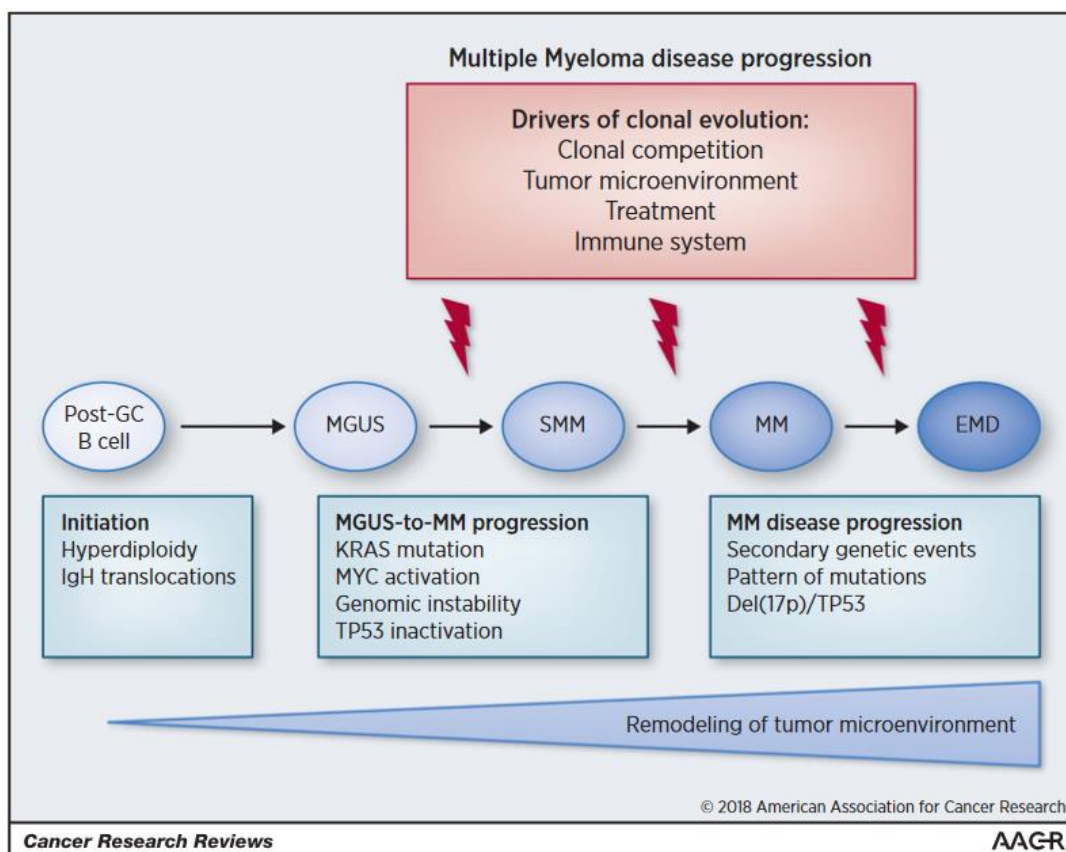 Multiple Myeloma disease progression
Drivers of clonal evolution:
Clonal competition
Tumor microenvironment
Treatment
Immune system
Post-GC
B cell
MGUS
SMM
MM
EMD
Initiation
Hyperdiploidy
IgH translocations
MGUS-to-MM progression
KRAS mutation
MYC activation
Genomic instability
TP53 inactivation
MM disease progression
Secondary genetic events
Pattern of mutations
Del(17p)/TP53
Remodeling of tumor microenvironment
© 2018 American Association for Cancer Research
Cancer Research Reviews
AACR